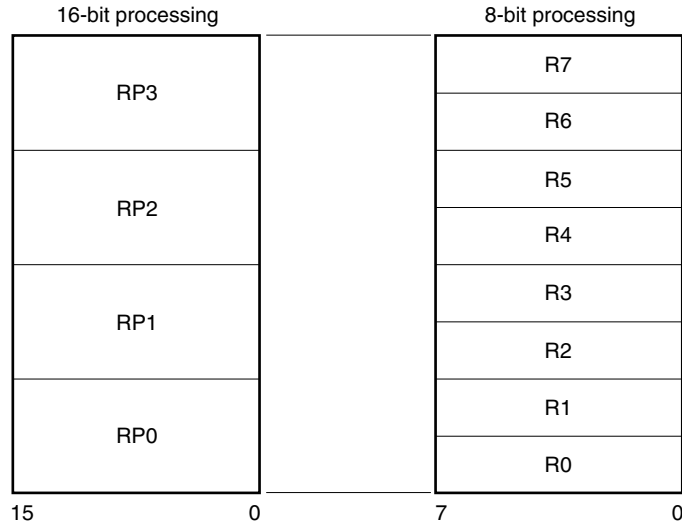 16-bit processing
8-bit processing
RP3
RP2
RP1
RP0
R7
R6
R5
R4
R3
R2
R1
R0
15 0
7 0